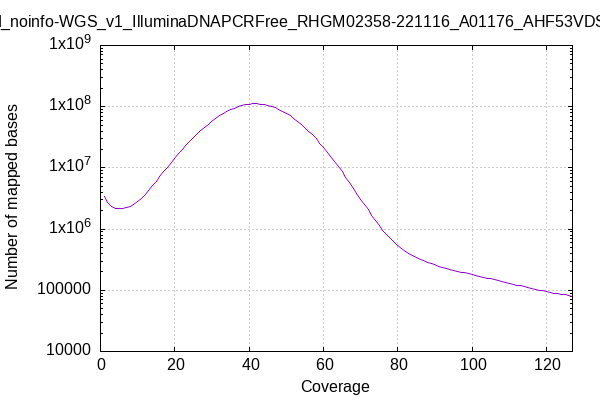 l_noinfo-WGS_v1_IlluminaDNAPCRFree_RHGM02358-221116_A01176_AHF53VDS
1x10^9
1x10^8
1x10^7
1x10^6
100000
10000
Number of mapped bases
0 20 40 60 80 100 120
Coverage